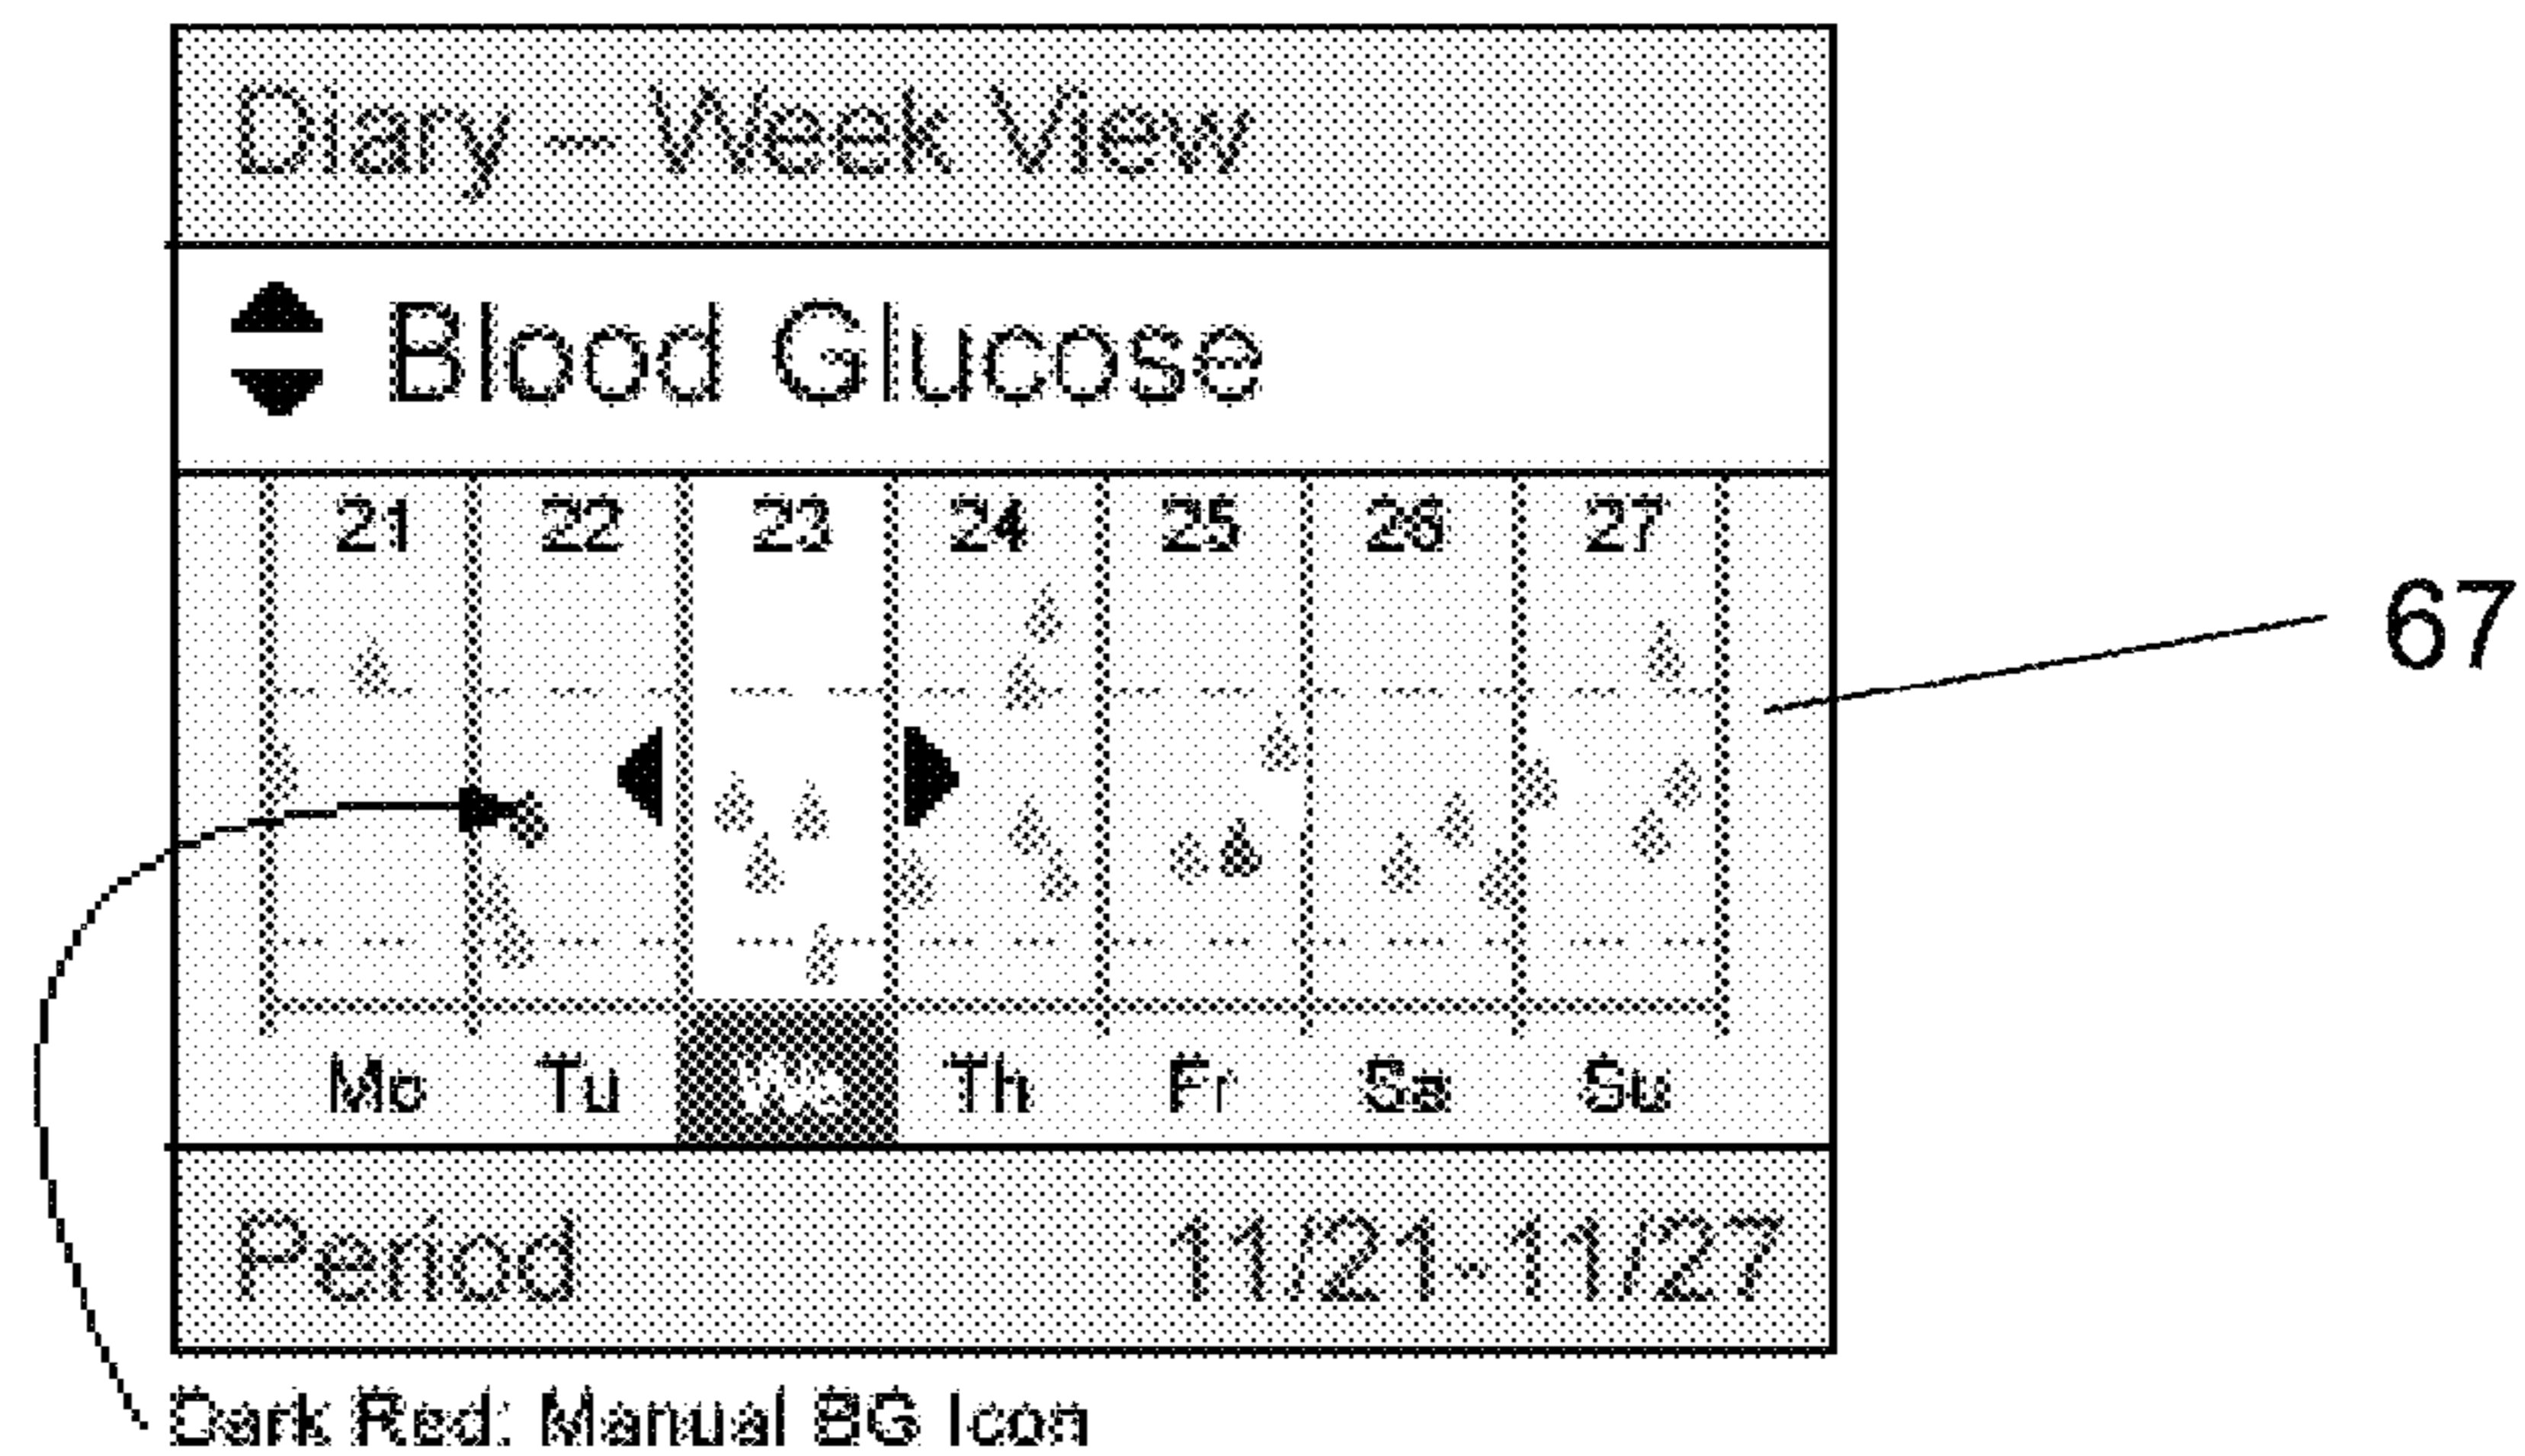 Diary – Week View
Blood Glucose
21 22 23 24 25 26 27
67
Mo Tu We Th Fr Sa Su
Period 11/21-11/27
Dark Red: Manual BG Icon